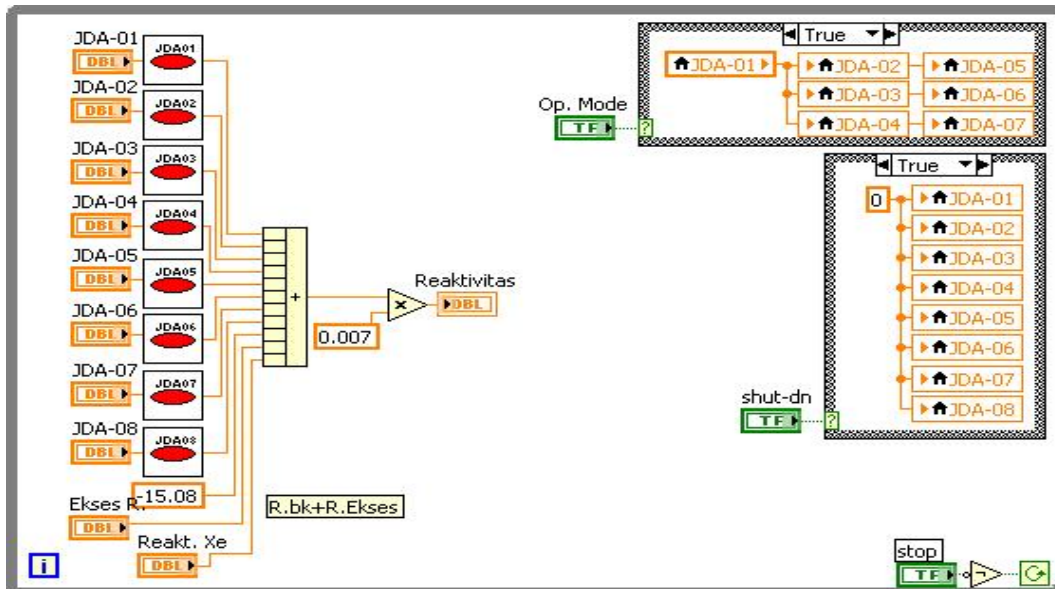 JDA-01
DBL
JDA01
JDA-02
DBL
JDA02
JDA-03
DBL
JDA03
JDA-04
DBL
JDA04
JDA-05
DBL
JDA05
JDA-06
DBL
JDA06
JDA-07
DBL
JDA07
JDA-08
DBL
JDA08
-15.08
Ekses R.
DBL
Reakt. Xe
DBL
i
+
x
0.007
Reaktivitas
DBL
R.bk+R.Ekses
Op. Mode
TF
?
True
JDA-01 JDA-02 JDA-05
JDA-03 JDA-06
JDA-04 JDA-07
shut-dn
TF
?
True
0
JDA-01
JDA-02
JDA-03
JDA-04
JDA-05
JDA-06
JDA-07
JDA-08
stop
TF